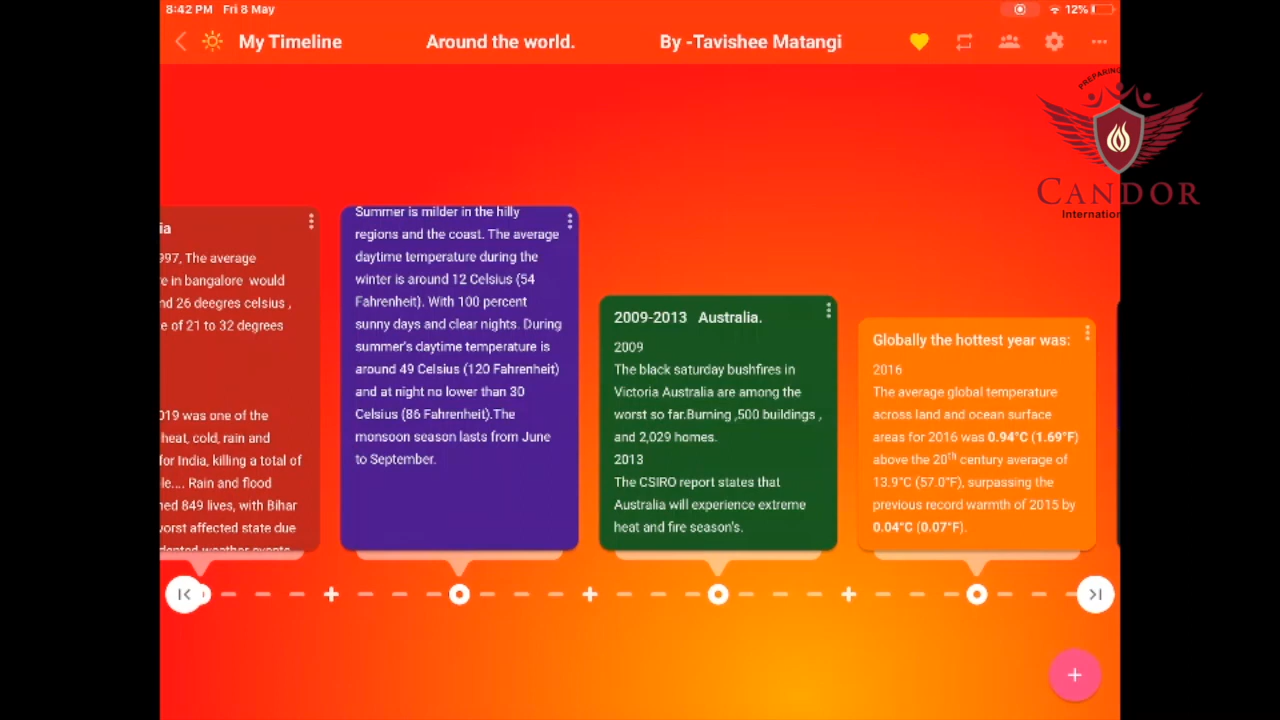 8:42 PM Fri 8 May
12%
My Timeline Around the world. By -Tavishee Matangi
PREPARING
CANDOR
Internation
ia
997, The average
e in bangalore would
nd 26 deegres celsius ,
e of 21 to 32 degrees
019 was one of the
heat, cold, rain and
for India, killing a total of
le.... Rain and flood
ned 849 lives, with Bihar
orst affected state due
dented weather events
Summer is milder in the hilly
regions and the coast. The average
daytime temperature during the
winter is around 12 Celsius (54
Fahrenheit). With 100 percent
sunny days and clear nights. During
summer's daytime temperature is
around 49 Celsius (120 Fahrenheit)
and at night no lower than 30
Celsius (86 Fahrenheit).The
monsoon season lasts from June
to September.
2009-2013 Australia.
2009
The black saturday bushfires in
Victoria Australia are among the
worst so far.Burning ,500 buildings ,
and 2,029 homes.
2013
The CSIRO report states that
Australia will experience extreme
heat and fire season's.
Globally the hottest year was:
2016
The average global temperature
across land and ocean surface
areas for 2016 was 0.94°C (1.69°F)
above the 20th century average of
13.9°C (57.0°F), surpassing the
previous record warmth of 2015 by
0.04°C (0.07°F).